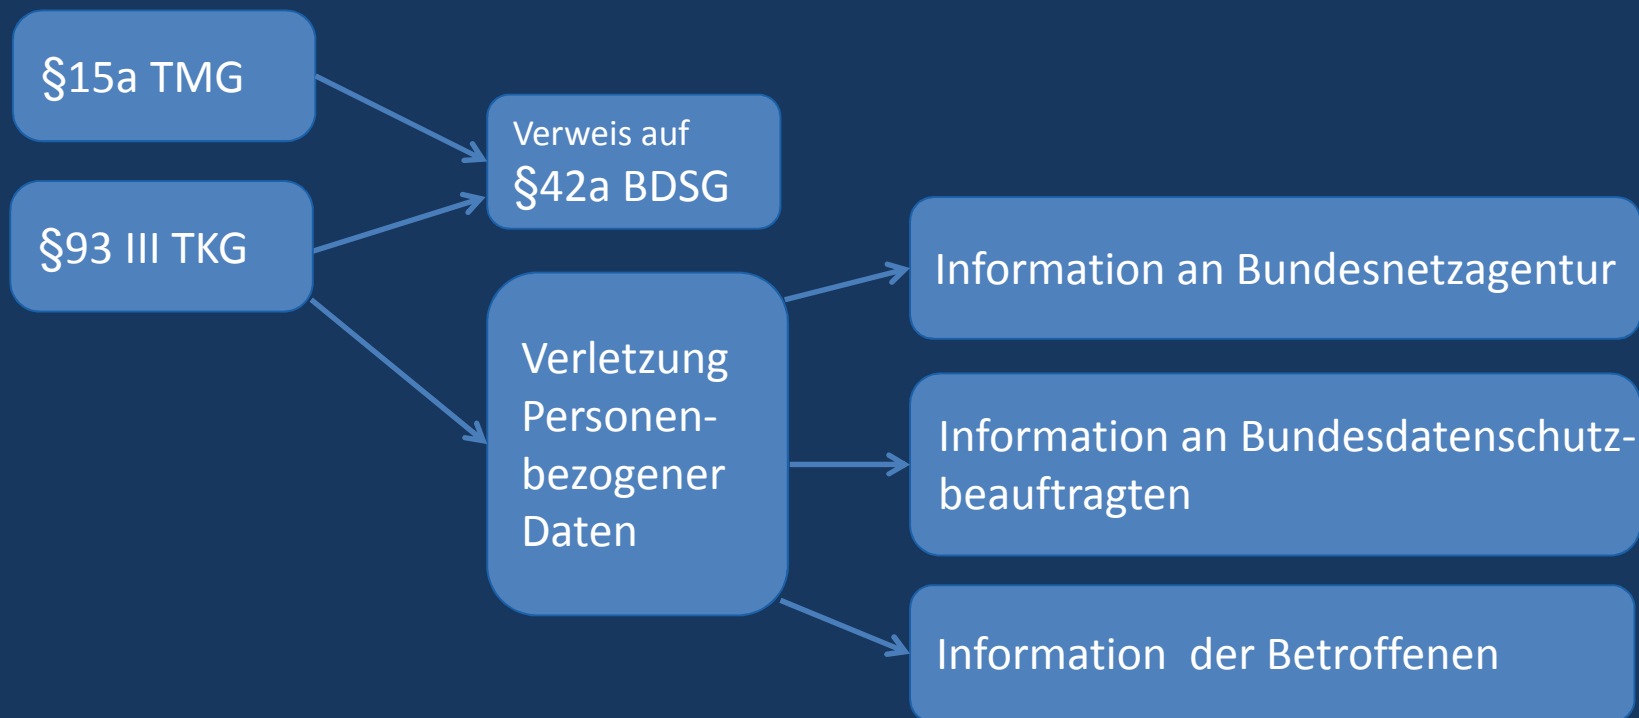 §15a TMG
§93 III TKG
Verweis auf
§42a BDSG
Verletzung
Personen-
bezogener
Daten
Information an Bundesnetzagentur
Information an Bundesdatenschutz-
beauftragten
Information  der Betroffenen